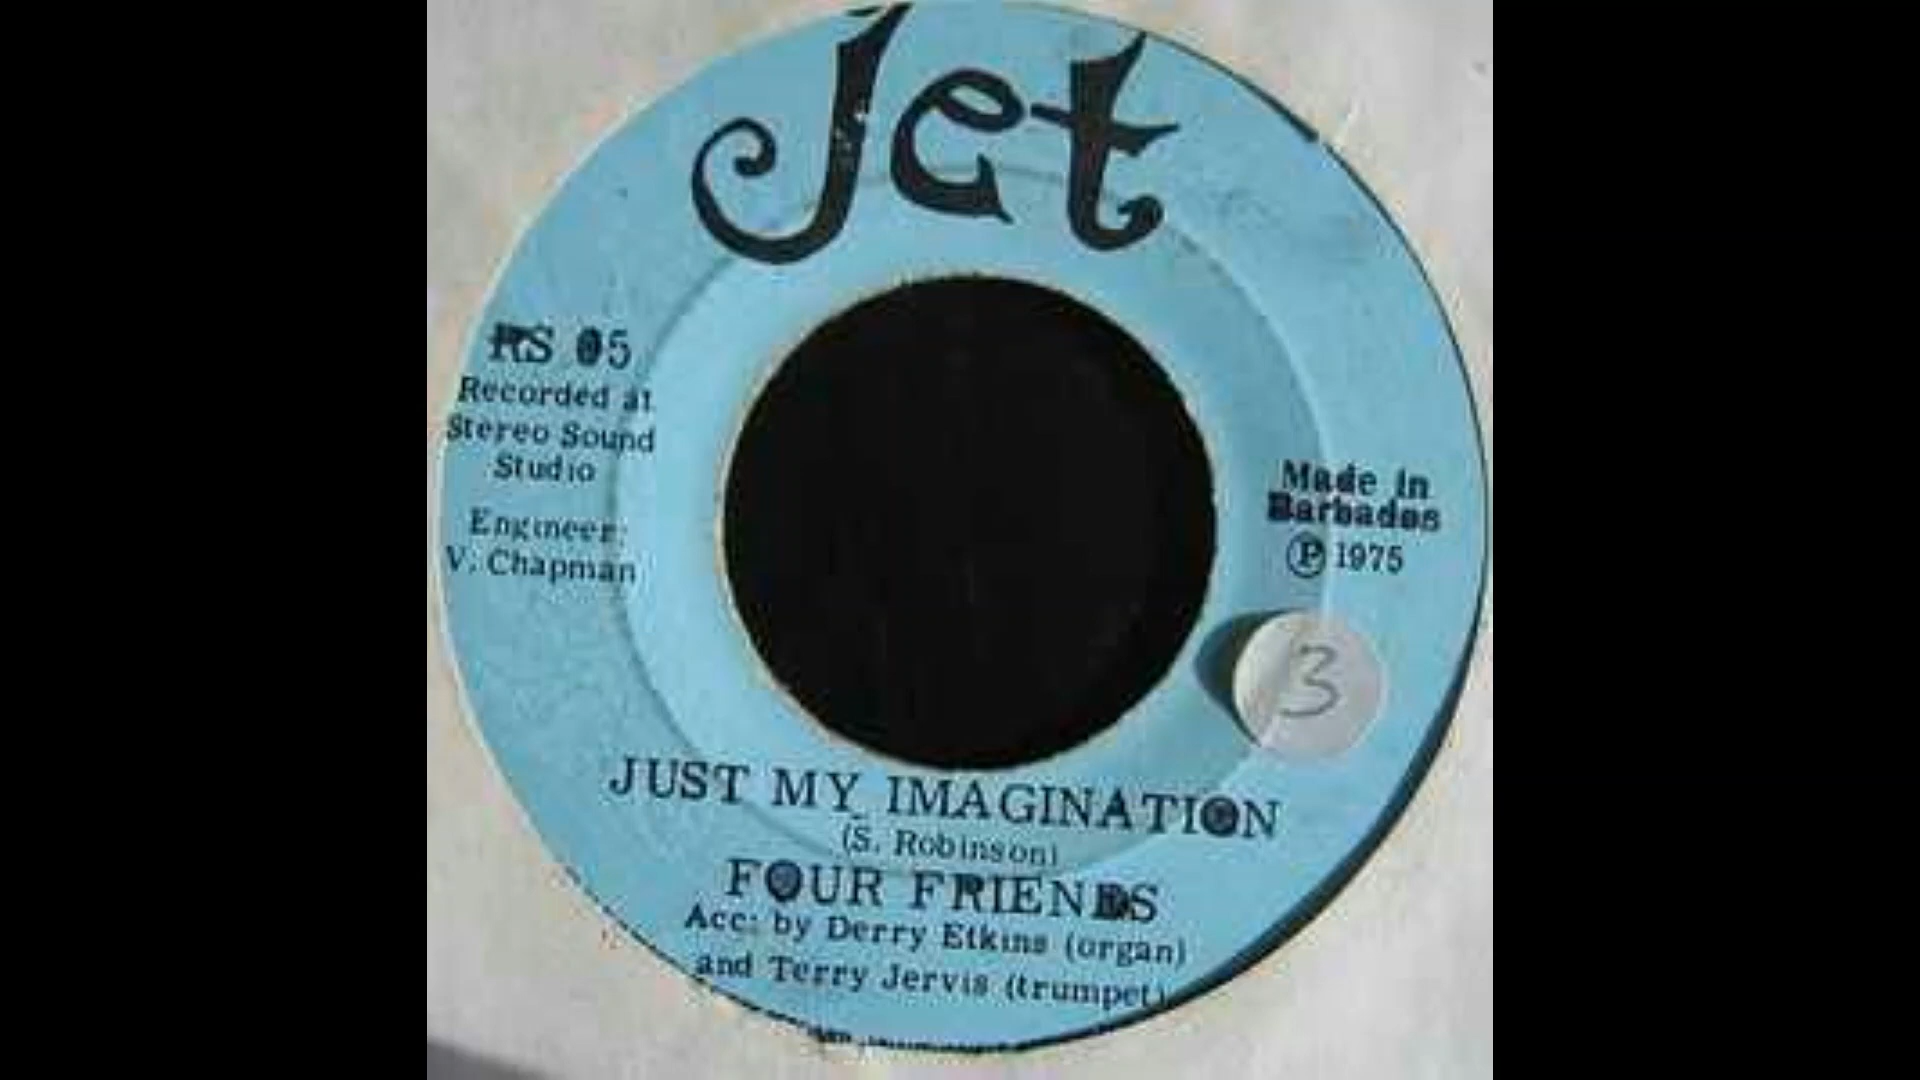 Jet
RS 05
Recorded at
Stereo Sound
Studio
Engineer:
V. Chapman
Made in
Barbados
Ⓟ 1975
3
JUST MY IMAGINATION
(S. Robinson)
FOUR FRIENDS
Acc: by Derry Etkins (organ)
and Terry Jervis (trumpet)